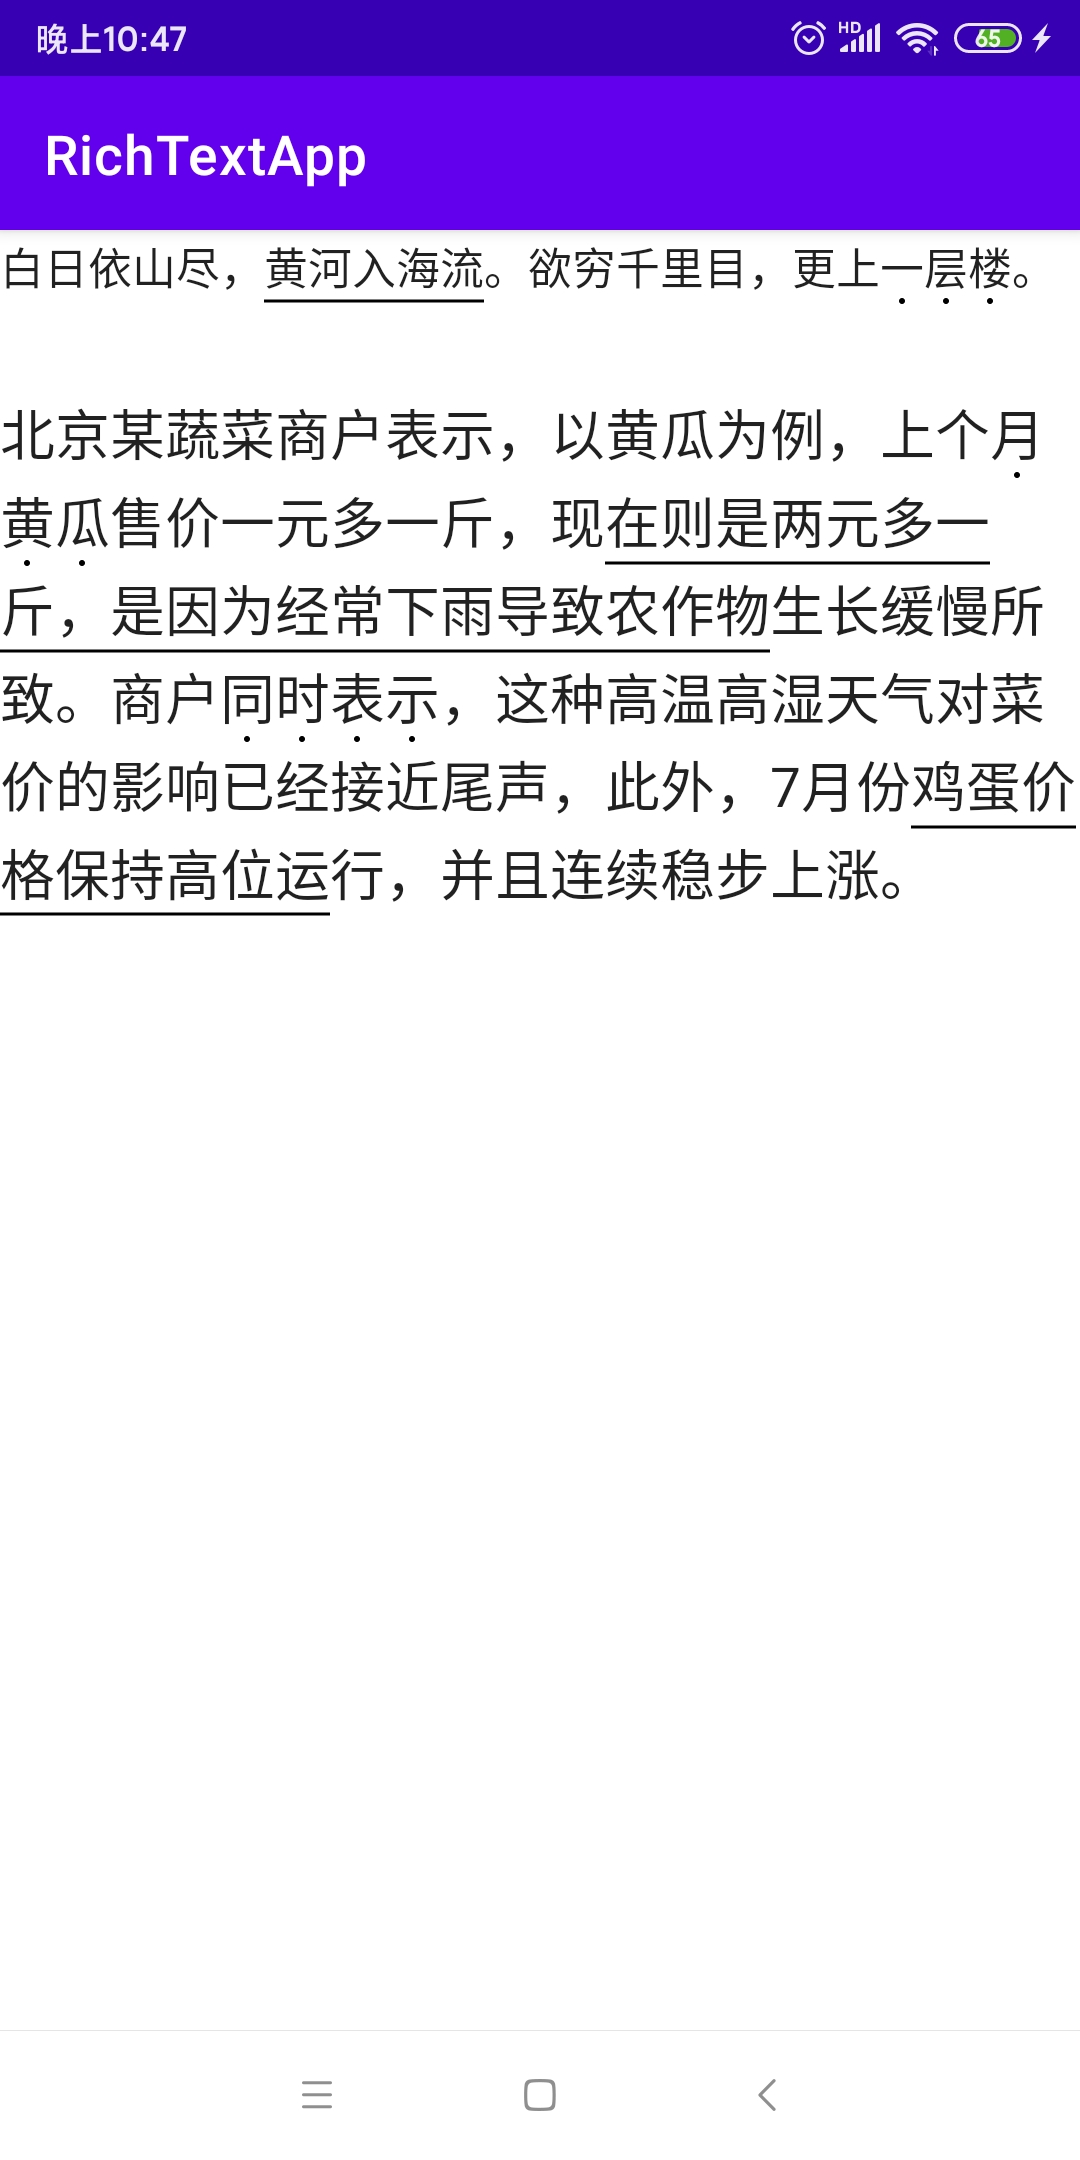 晚上10:47
HD
65
RichTextApp
白日依山尽，黄河入海流。欲穷千里目，更上一层楼。
北京某蔬菜商户表示，以黄瓜为例，上个月
黄瓜售价一元多一斤，现在则是两元多一
斤，是因为经常下雨导致农作物生长缓慢所
致。商户同时表示，这种高温高湿天气对菜
价的影响已经接近尾声，此外，7月份鸡蛋价
格保持高位运行，并且连续稳步上涨。